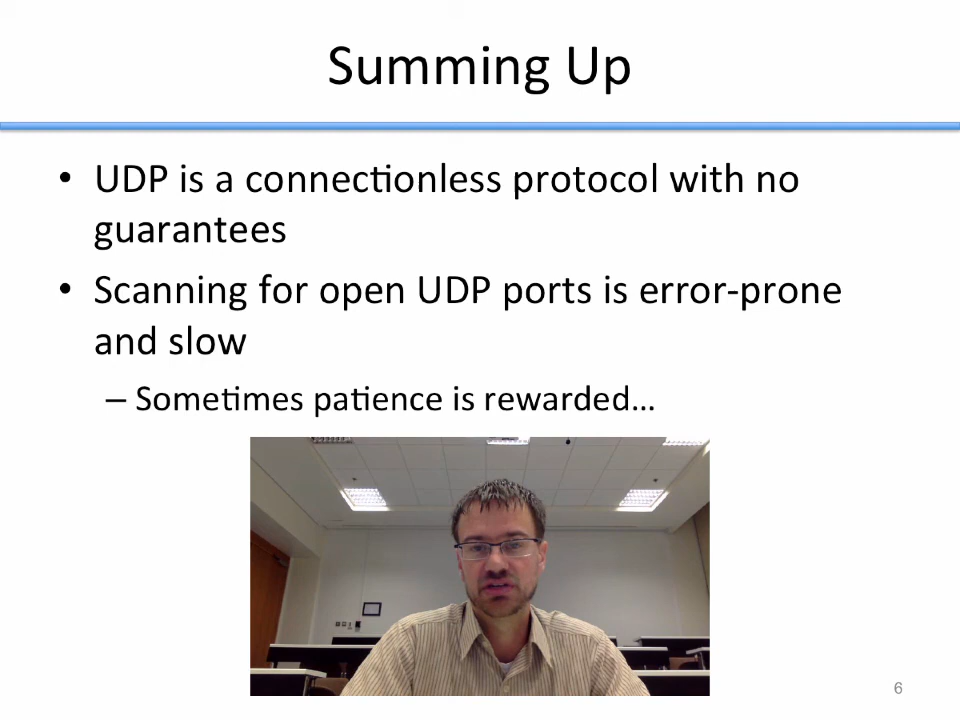 Summing Up
• UDP is a connectionless protocol with no
guarantees
• Scanning for open UDP ports is error-prone
and slow
– Sometimes patience is rewarded…
6